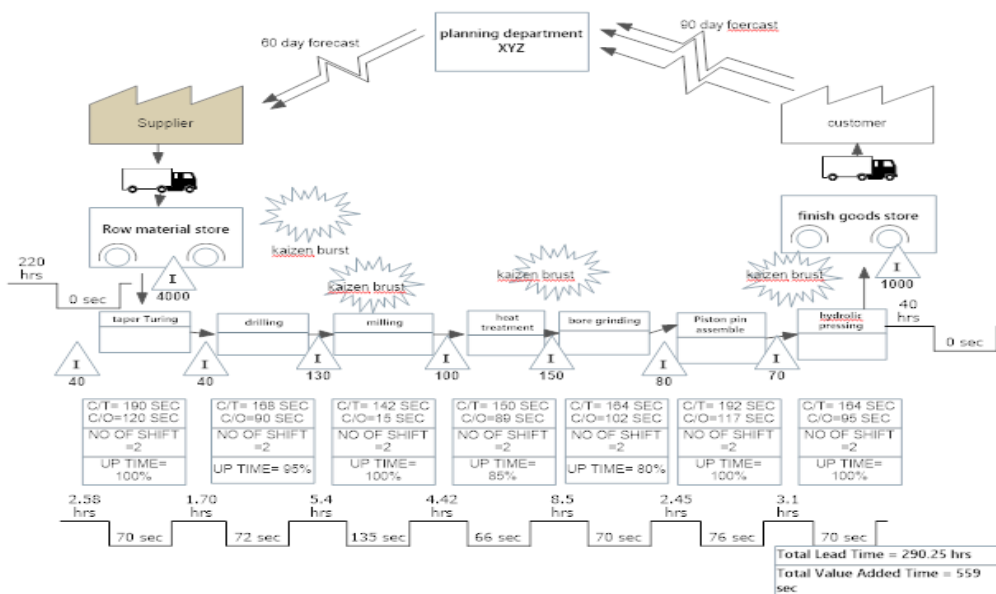 planning department
XYZ
60 day forecast
90 day foercast
Supplier
customer
Row material store
finish goods store
kaizen burst
kaizen brust
kaizen brust
kaizen brust
220
hrs
0 sec
I
4000
I
1000
40
hrs
0 sec
taper Turing
drilling
milling
heat
treatment
bore grinding
Piston pin
assemble
hydrolic
pressing
I
40
I
40
I
130
I
100
I
150
I
80
I
70
C/T= 190 SEC
C/O=120 SEC
NO OF SHIFT
=2
UP TIME=
100%
C/T= 168 SEC
C/O=90 SEC
NO OF SHIFT
=2
UP TIME= 95%
C/T= 142 SEC
C/O=15 SEC
NO OF SHIFT
=2
UP TIME=
100%
C/T= 150 SEC
C/O=89 SEC
NO OF SHIFT
=2
UP TIME=
85%
C/T= 164 SEC
C/O=102 SEC
NO OF SHIFT
=2
UP TIME= 80%
C/T= 192 SEC
C/O=117 SEC
NO OF SHIFT
=2
UP TIME=
100%
C/T= 164 SEC
C/O=95 SEC
NO OF SHIFT
=2
UP TIME=
100%
2.58
hrs
70 sec
1.70
hrs
72 sec
5.4
hrs
135 sec
4.42
hrs
66 sec
8.5
hrs
70 sec
2.45
hrs
76 sec
3.1
hrs
70 sec
Total Lead Time = 290.25 hrs
Total Value Added Time = 559
sec